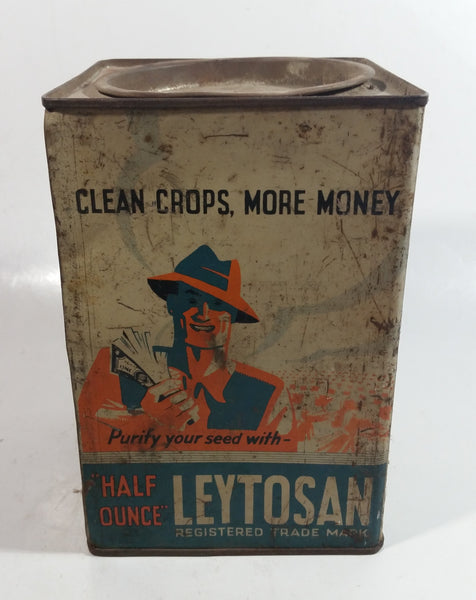 CLEAN CROPS, MORE MONEY
Purify your seed with-
"HALF OUNCE"
LEYTOSAN
REGISTERED TRADE MARK